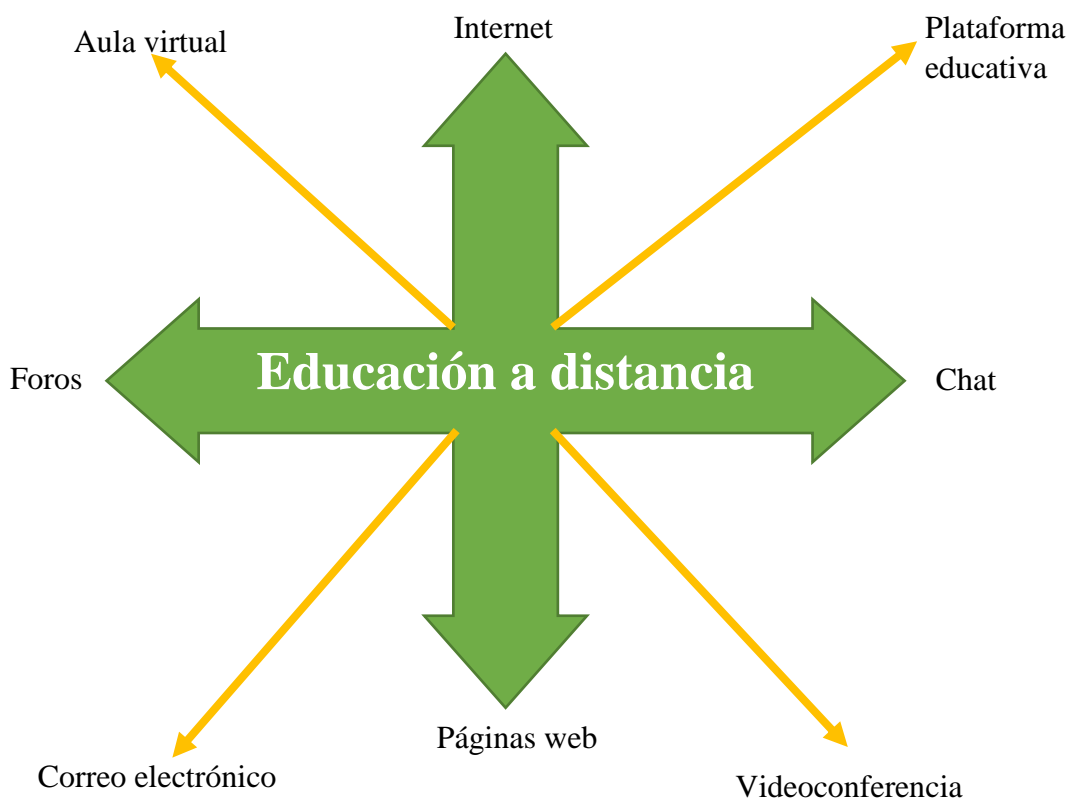 Aula virtual
Internet
Plataforma
educativa
Foros
Educación a distancia
Chat
Correo electrónico
Páginas web
Videoconferencia